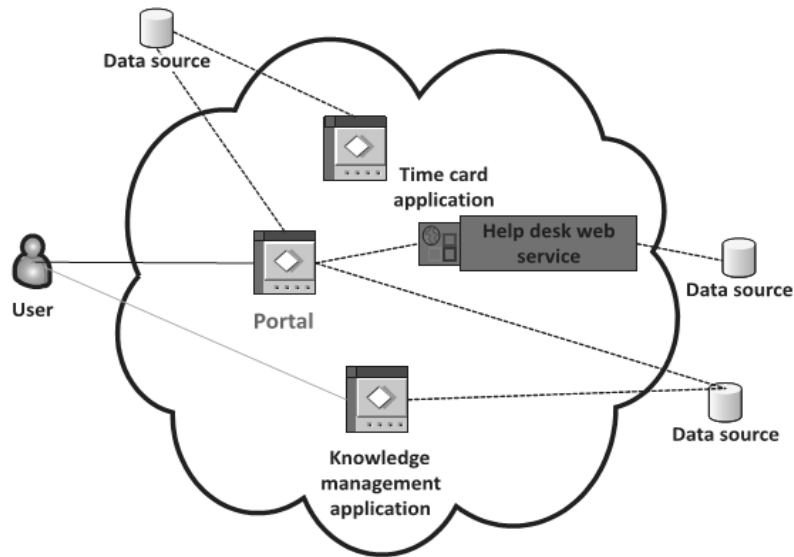 Data source
Time card
application
Help desk web
service
User
Data source
Portal
Data source
Knowledge
management
application